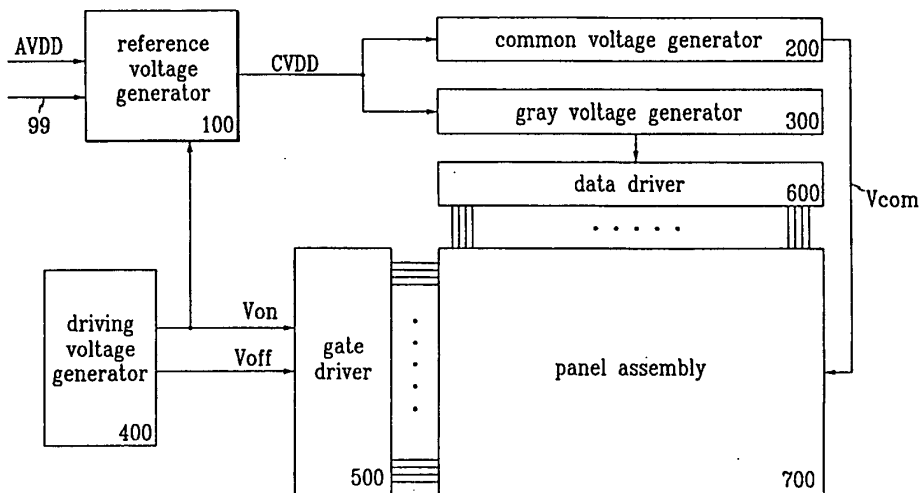 AVDD
99
reference
voltage
generator
100
CVDD
common voltage generator
200
gray voltage generator
300
data driver
600
Vcom
driving
voltage
generator
400
Von
Voff
gate
driver
500
panel assembly
700